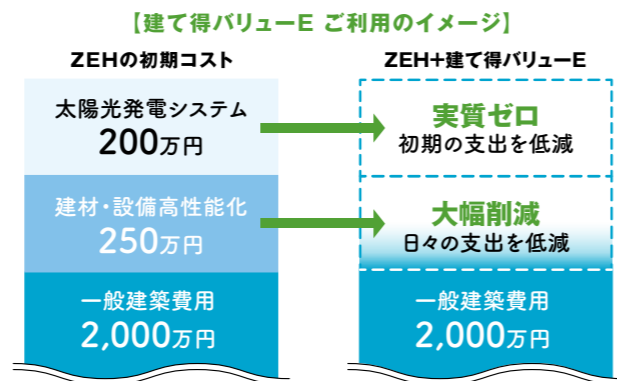 【建て得バリューE ご利用のイメージ】
ZEHの初期コスト
太陽光発電システム
200万円
建材・設備高性能化
250万円
一般建築費用
2,000万円
ZEH+建て得バリューE
実質ゼロ
初期の支出を低減
大幅削減
日々の支出を低減
一般建築費用
2,000万円